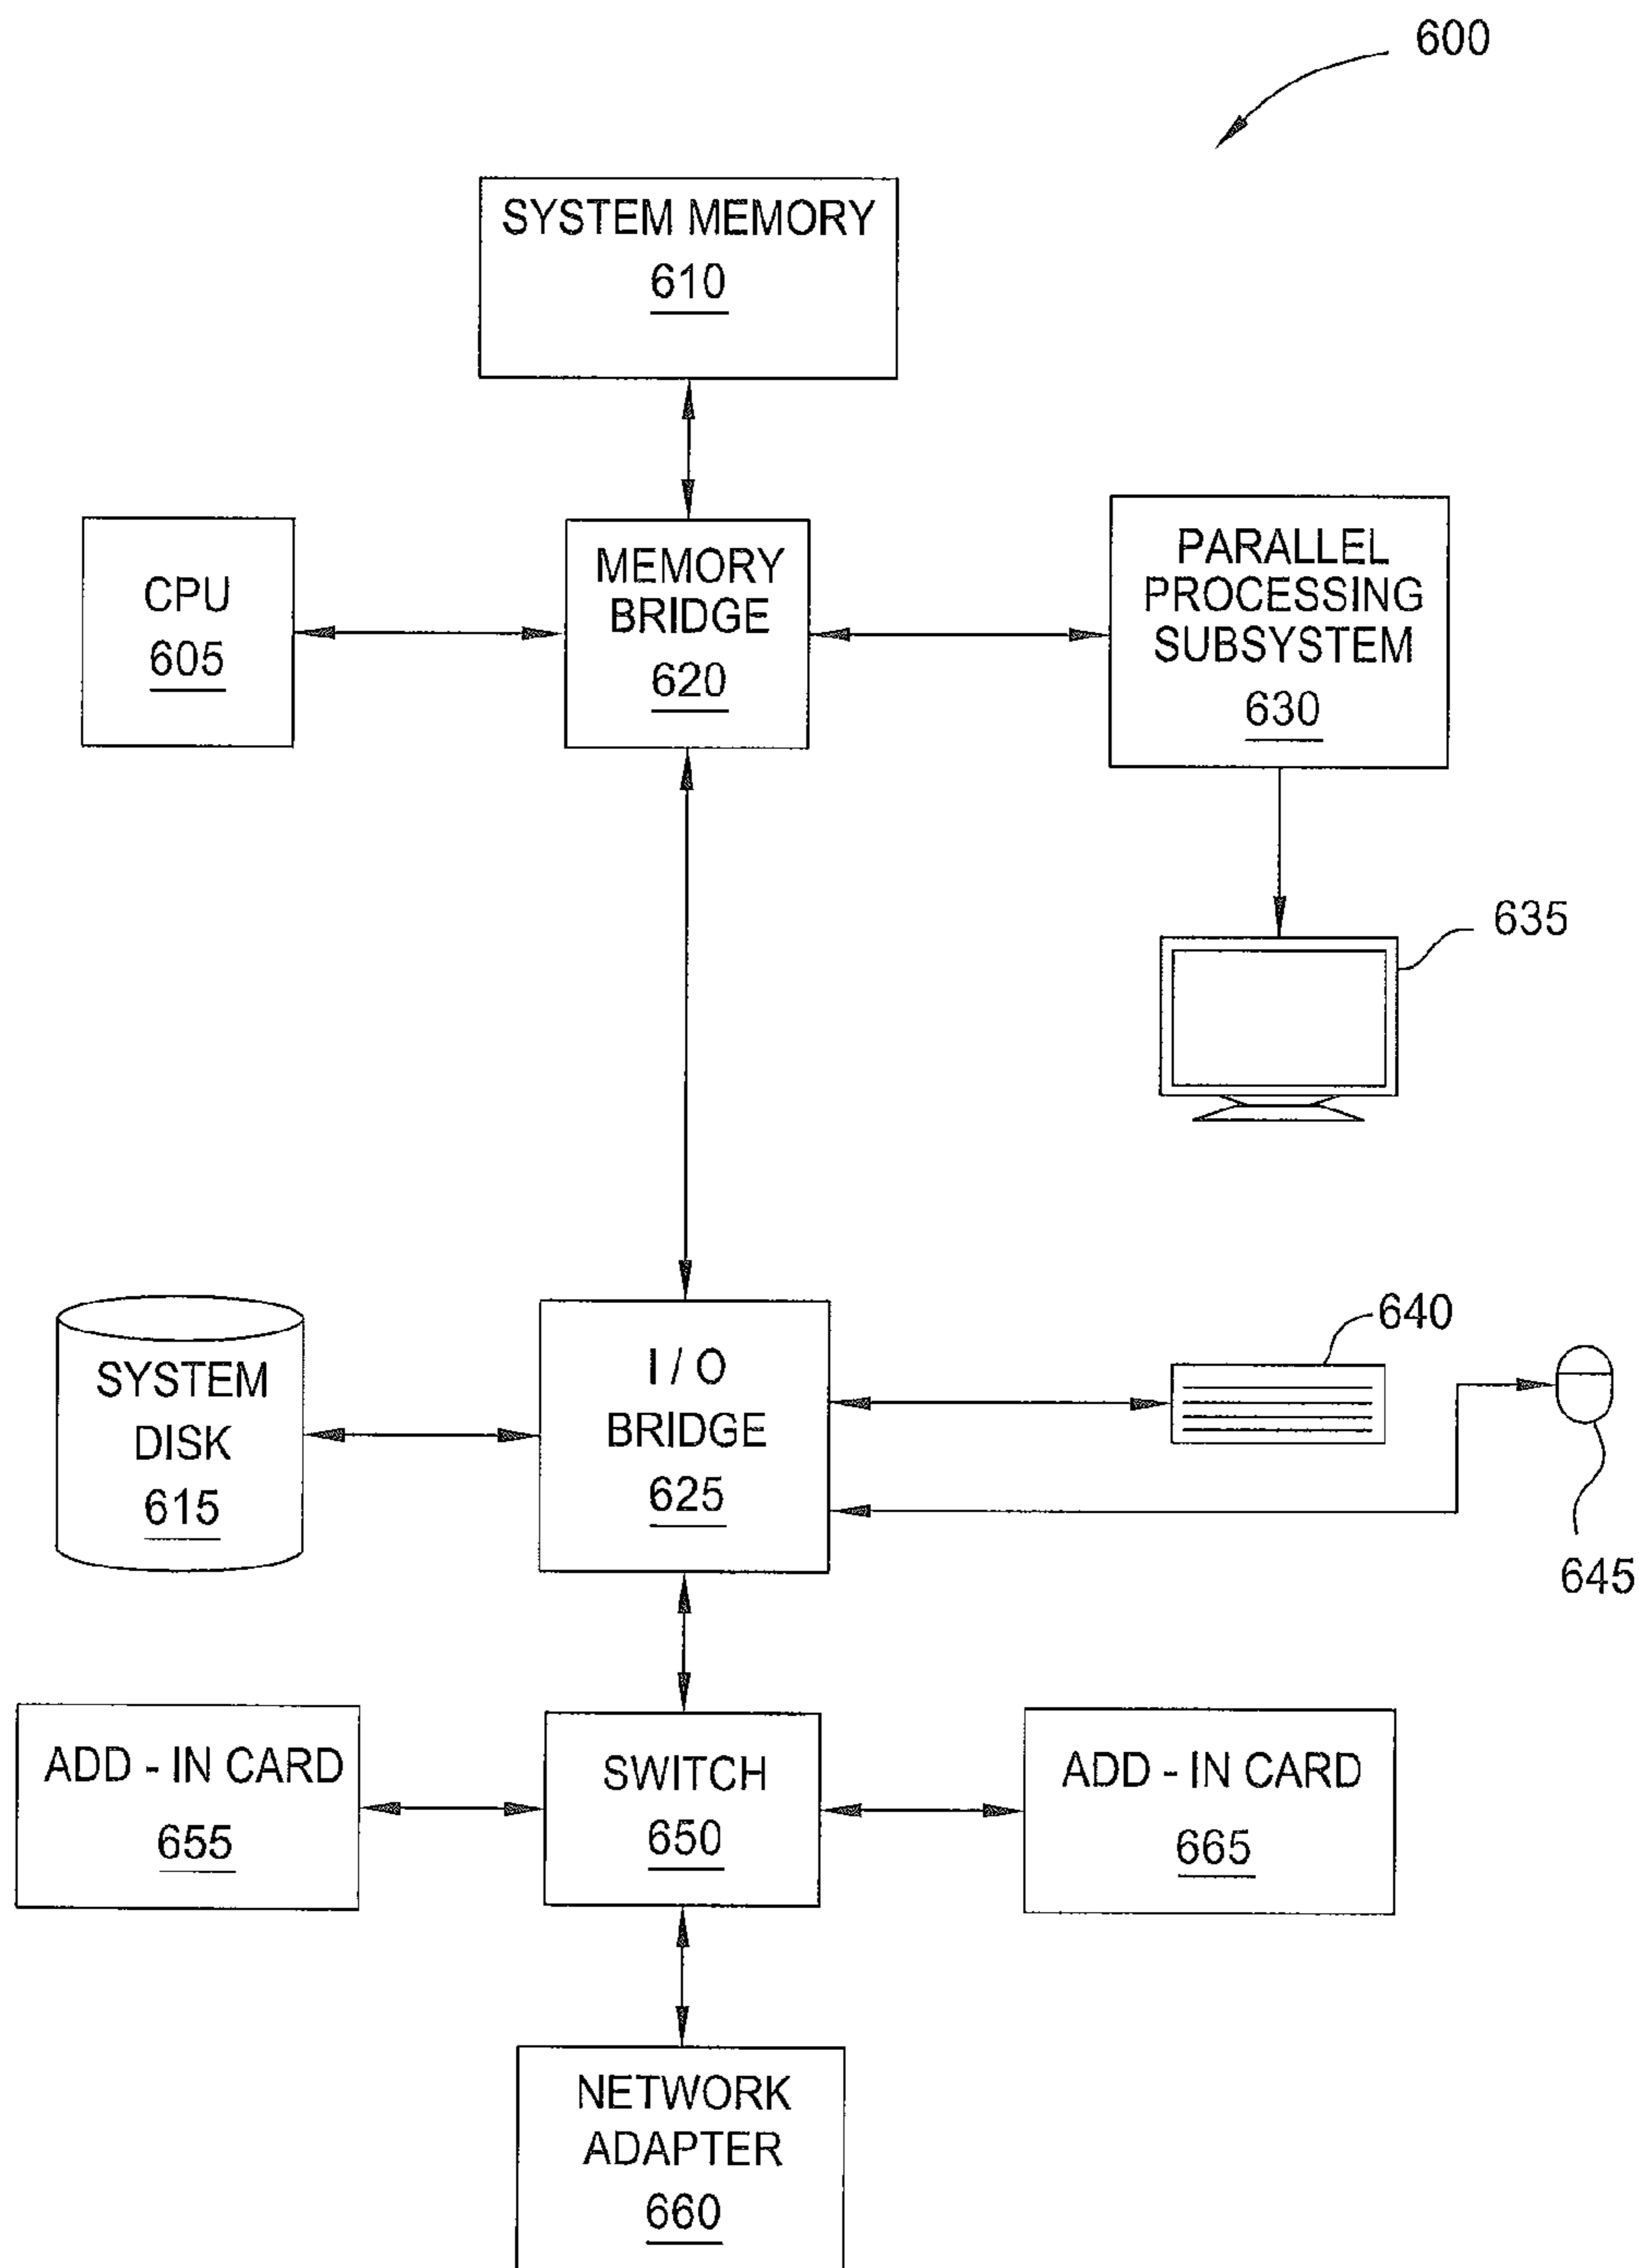 600
SYSTEM MEMORY
610
CPU
605
MEMORY
BRIDGE
620
PARALLEL
PROCESSING
SUBSYSTEM
630
635
SYSTEM
DISK
615
I / O
BRIDGE
625
640
645
ADD - IN CARD
655
SWITCH
650
ADD - IN CARD
665
NETWORK
ADAPTER
660